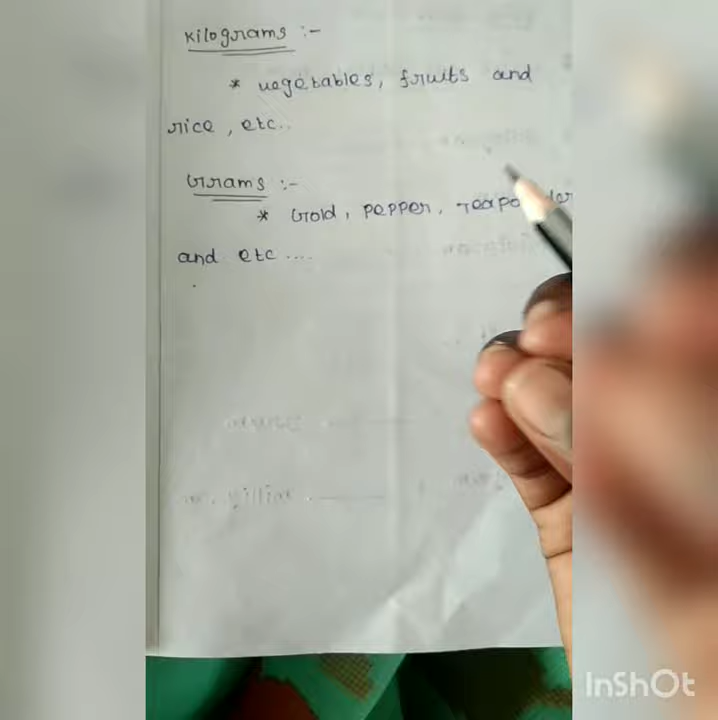 Kilograms :-
* vegetables, fruits and
rice, etc..
Grams :-
* Gold, pepper,
and etc ....
InShOt